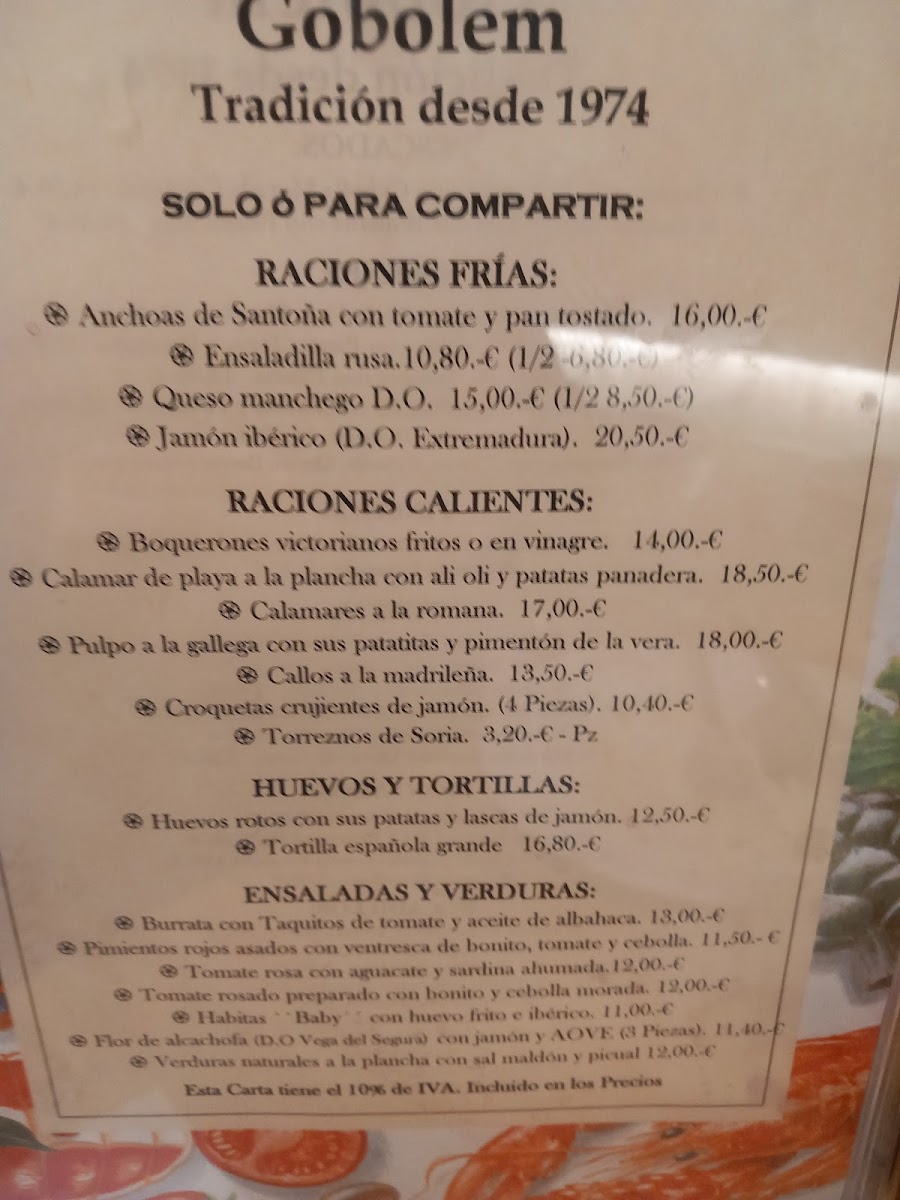 Gobolem
Tradición desde 1974
SOLO ó PARA COMPARTIR:
RACIONES FRÍAS:
Anchoas de Santoña con tomate y pan tostado. 16,00.-€
Ensaladilla rusa.10,80.-€ (1/2 -6,80.-€)
Queso manchego D.O. 15,00.-€ (1/2 8,50.-€)
Jamón ibérico (D.O. Extremadura). 20,50.-€
RACIONES CALIENTES:
Boquerones victorianos fritos o en vinagre. 14,00.-€
Calamar de playa a la plancha con ali oli y patatas panadera. 18,50.-€
Calamares a la romana. 17,00.-€
Pulpo a la gallega con sus patatitas y pimentón de la vera. 18,00.-€
Callos a la madrileña. 13,50.-€
Croquetas crujientes de jamón. (4 Piezas). 10,40.-€
Torreznos de Soria. 3,20.-€ - Pz
HUEVOS Y TORTILLAS:
Huevos rotos con sus patatas y lascas de jamón. 12,50.-€
Tortilla española grande 16,80.-€
ENSALADAS Y VERDURAS:
Burrata con Taquitos de tomate y aceite de albahaca. 13,00.-€
Pimientos rojos asados con ventresca de bonito, tomate y cebolla. 11,50.- €
Tomate rosa con aguacate y sardina ahumada.12,00.-€
Tomate rosado preparado con bonito y cebolla morada. 12,00.-€
Habitas ``Baby´´ con huevo frito e ibérico. 11,00.-€
Flor de alcachofa (D.O Vega del Segura) con jamón y AOVE (3 Piezas). 11,40.-€
Verduras naturales a la plancha con sal maldón y picual 12,00.-€
Esta Carta tiene el 10% de IVA. Incluido en los Precios